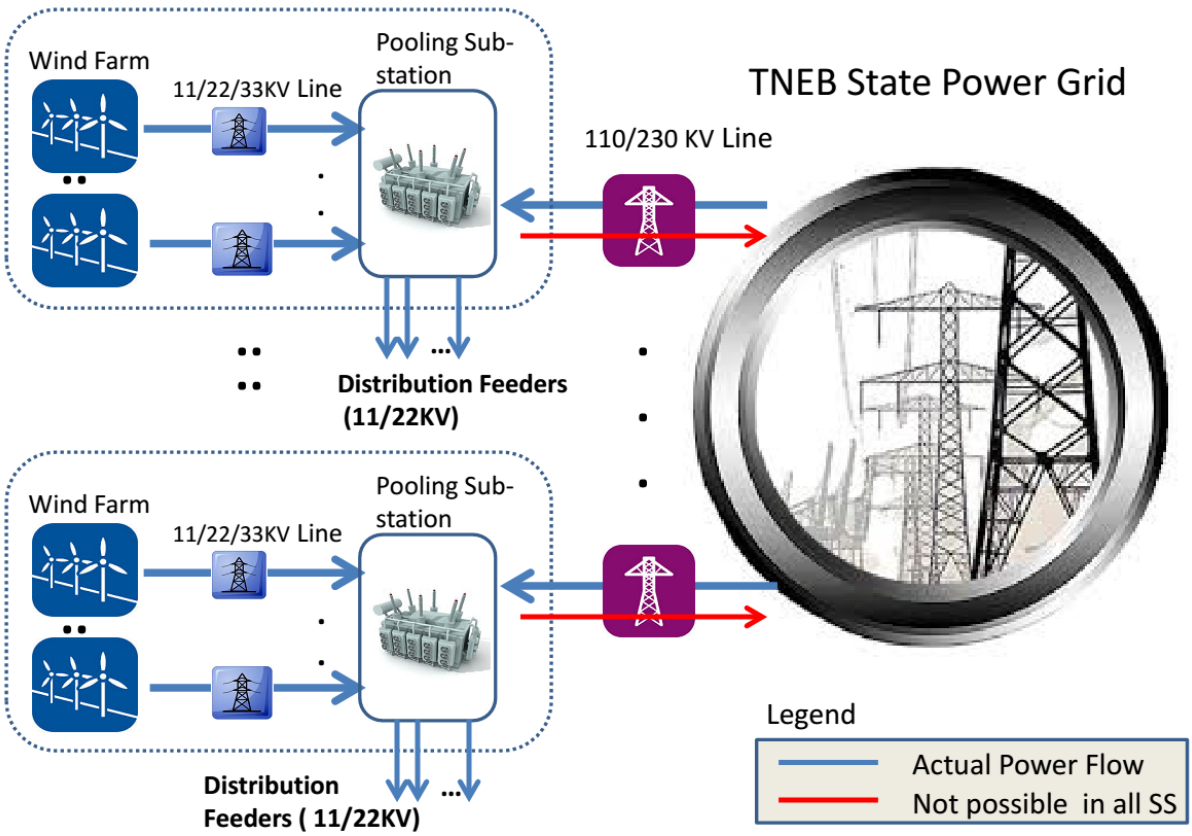 Wind Farm
11/22/33KV Line
Pooling Sub-
station
TNEB State Power Grid
110/230 KV Line
...
Distribution Feeders
(11/22KV)
Wind Farm
11/22/33KV Line
Pooling Sub-
station
...
Distribution
Feeders ( 11/22KV)
Legend
Actual Power Flow
Not possible in all SS